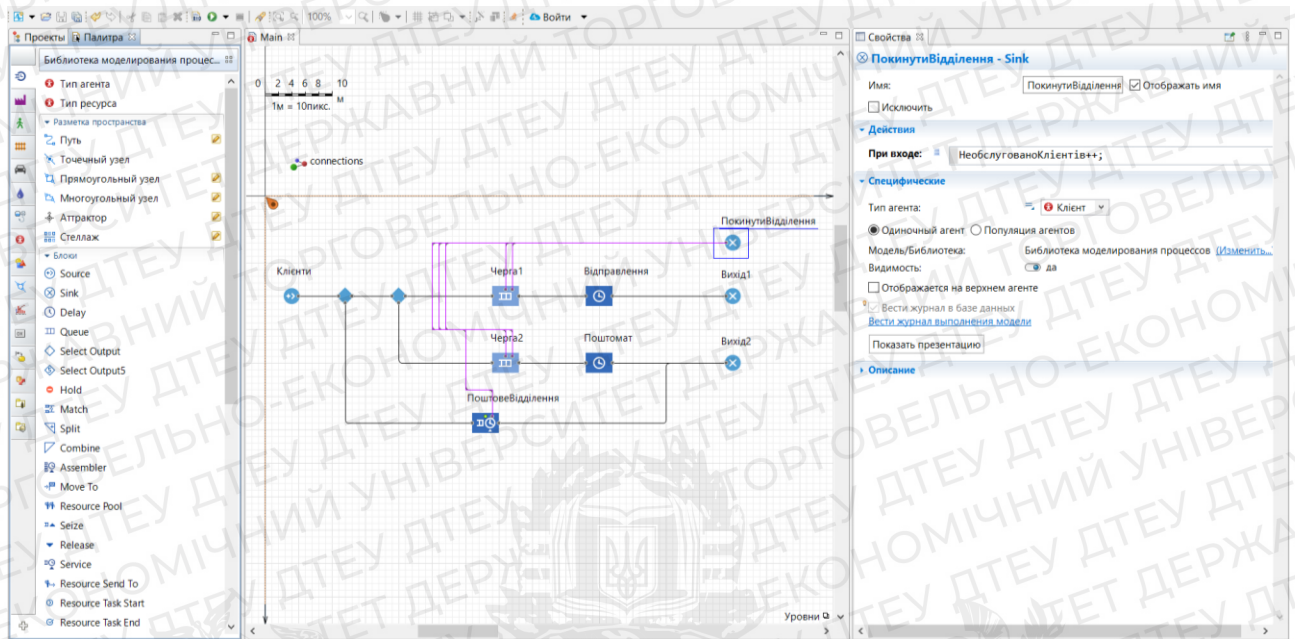 100%
Войти
Проекты
Палитра
Библиотека моделирования процес...
Тип агента
Тип ресурса
Разметка пространства
Путь
Точечный узел
Прямоугольный узел
Многоугольный узел
Аттрактор
Стеллаж
Блоки
Source
Sink
Delay
Queue
Select Output
Select Output5
Hold
Match
Split
Combine
Assembler
Move To
Resource Pool
Seize
Release
Service
Resource Send To
Resource Task Start
Resource Task End
Main
0 2 4 6 8 10
м
1м = 10пикс.
connections
ПокинутиВідділення
Клієнти
Черга1
Відправлення
Вихід1
Черга2
Поштомат
Вихід2
ПоштовеВідділення
Уровни
Свойства
ПокинутиВідділення - Sink
Имя:
ПокинутиВідділення
Отображать имя
Исключить
Действия
При входе:
НеобслугованоКлієнтів++;
Специфические
Тип агента:
Клієнт
Одиночный агент
Популяция агентов
Модель/Библиотека:
Библиотека моделирования процессов (Изменить...
Видимость:
да
Отображается на верхнем агенте
Вести журнал в базе данных
Вести журнал выполнения модели
Показать презентацию
Описание